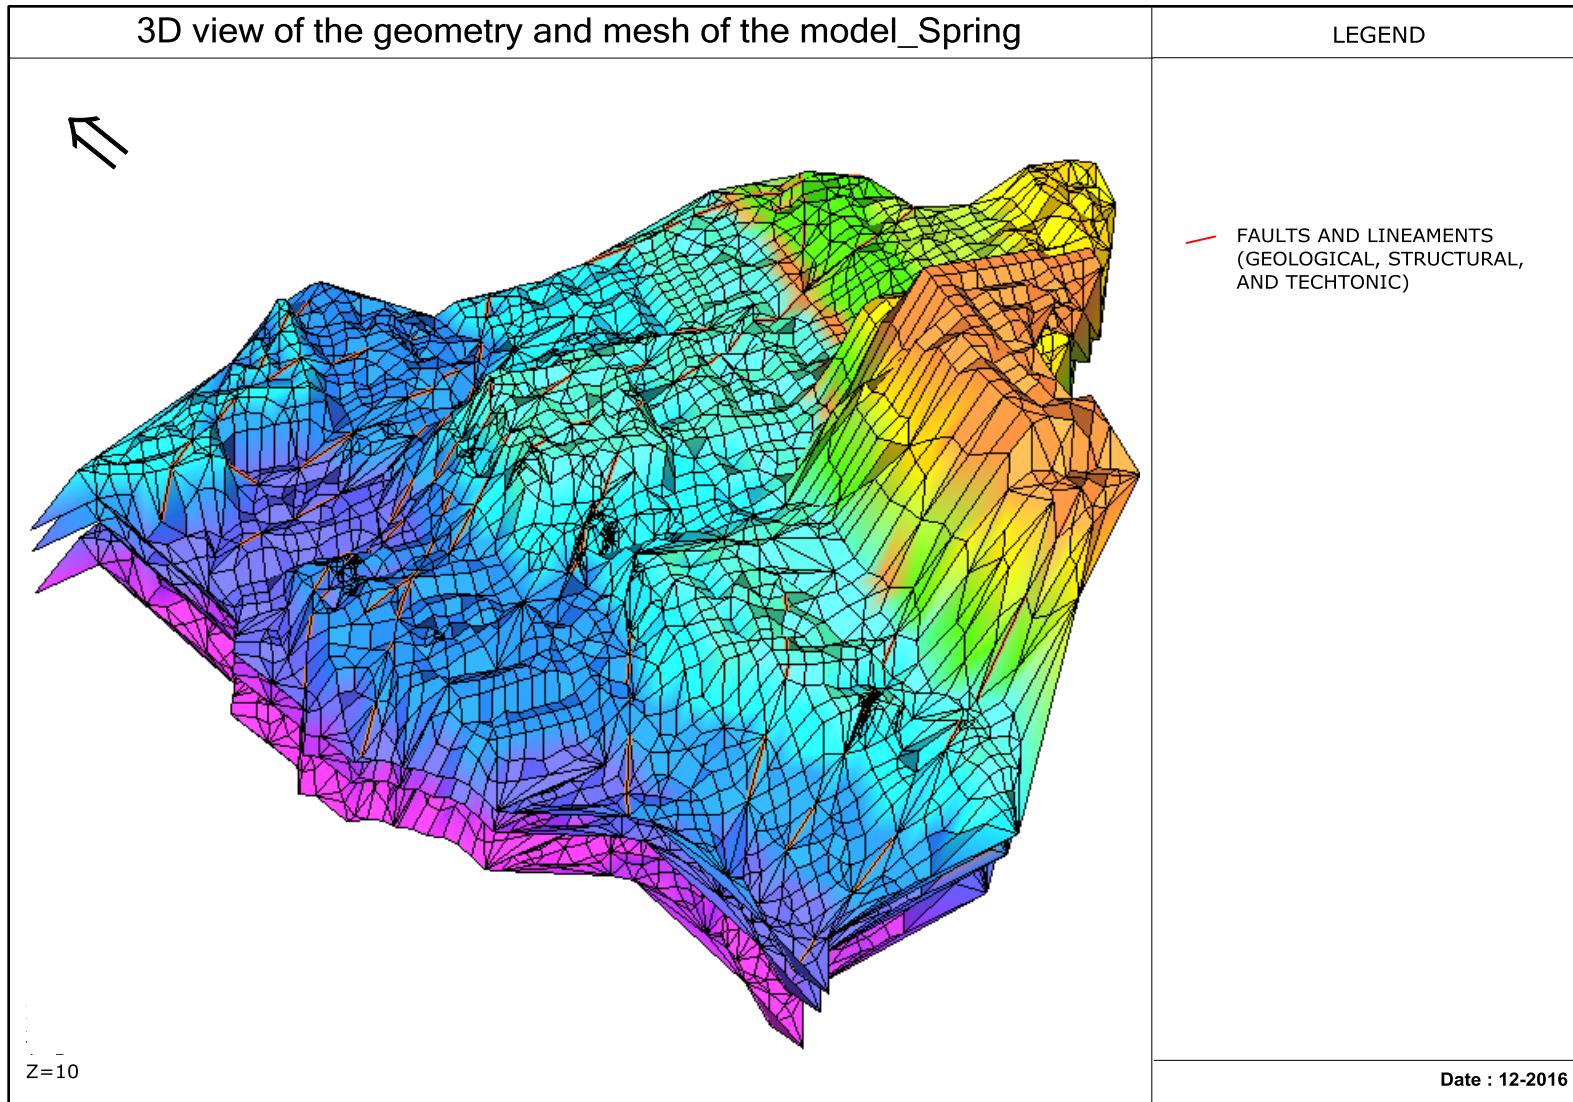 3D view of the geometry and mesh of the model_Spring
LEGEND
FAULTS AND LINEAMENTS
(GEOLOGICAL, STRUCTURAL,
AND TECHTONIC)
Z=10
Date : 12-2016